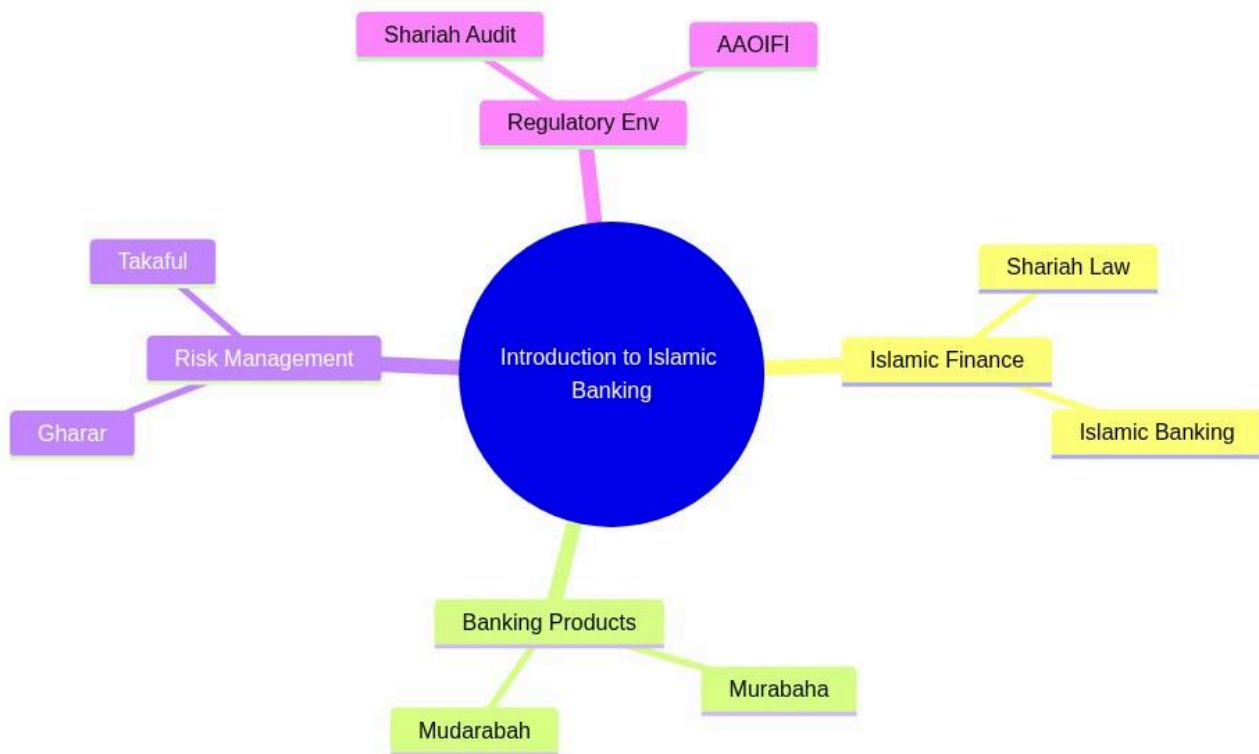 Shariah Audit
AAOIFI
Regulatory Env
Takaful
Risk Management
Gharar
Introduction to Islamic
Banking
Shariah Law
Islamic Finance
Islamic Banking
Banking Products
Murabaha
Mudarabah